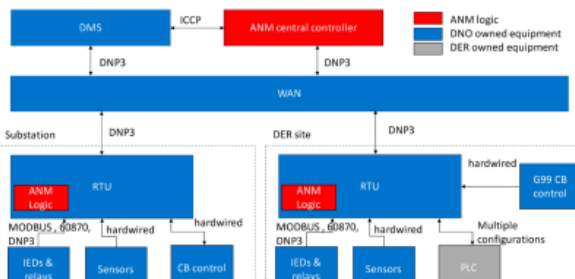 DMS
ICCP
ANM central controller
ANM logic
DNO owned equipment
DER owned equipment
DNP3
DNP3
WAN
Substation
DNP3
DER site
DNP3
RTU
ANM
Logic
RTU
ANM
Logic
hardwired
G99 CB
control
MODBUS , 60870,
DNP3
hardwired
hardwired
MODBUS , 60870,
DNP3
hardwired
Multiple
configurations
IEDs &
relays
Sensors
CB control
IEDs &
relays
Sensors
PLC